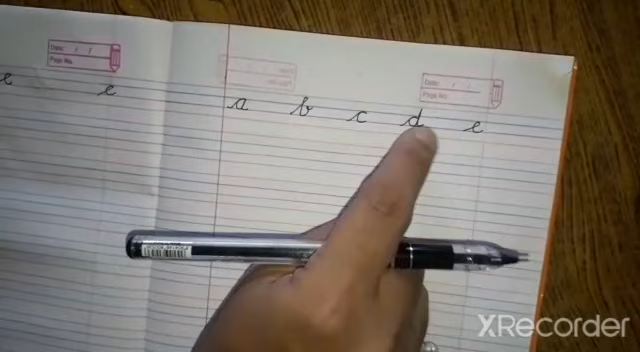 Date: / /
Page No.
Date: / /
Page No.
e e a b c d e
XRecorder